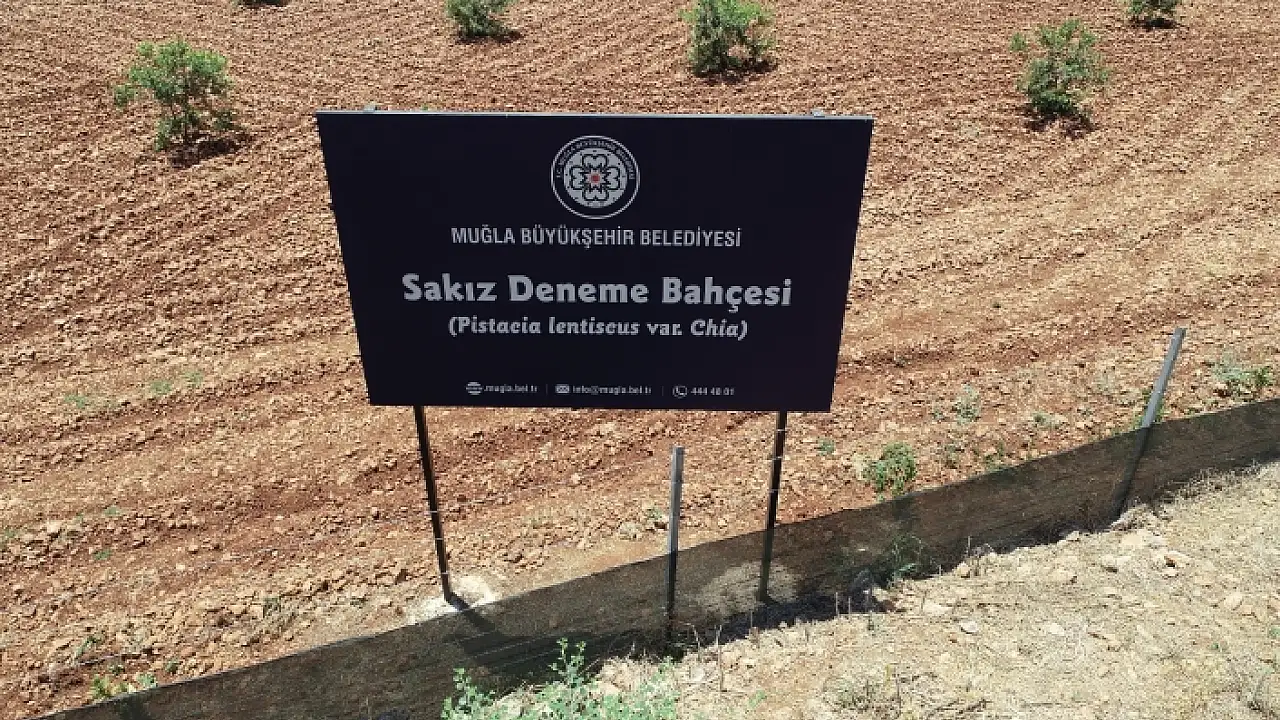 MUĞLA BÜYÜKŞEHİR BELEDİYESİ
Sakız Deneme Bahçesi
(Pistacia lentiscus var. Chia)
mugla.bel.tr info@mugla.bel.tr 444 48 01